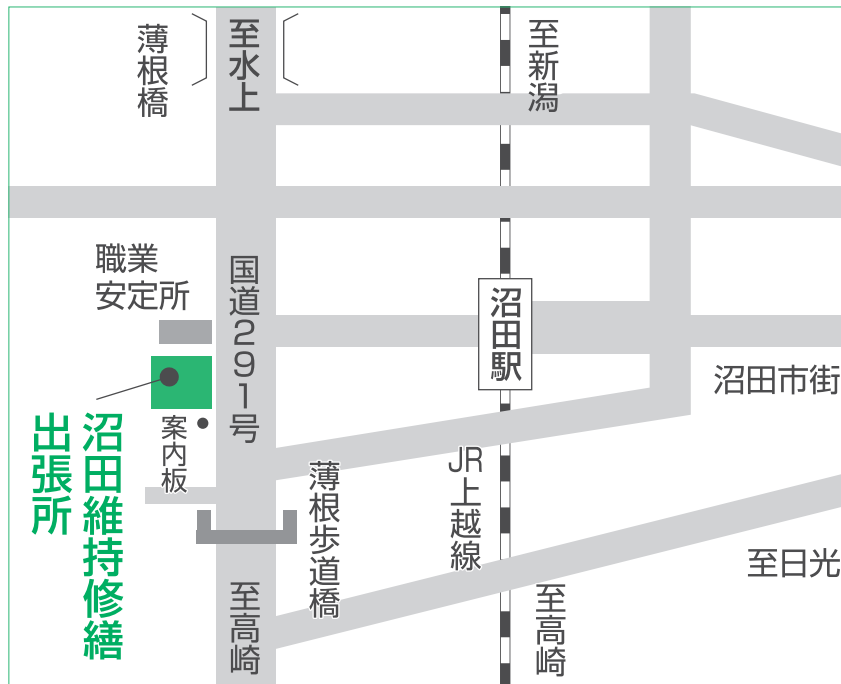 薄根橋
至水上
至新潟
職業
安定所
国道291号
沼田駅
沼田市街
案内板
沼田維持修繕
出張所
JR上越線
薄根歩道橋
至日光
至高崎
至高崎